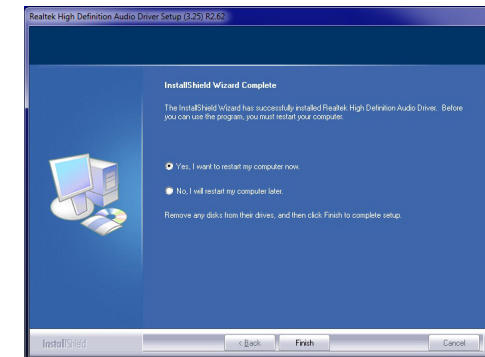 Realtek High Definition Audio Driver Setup (3.25) R2.62
InstallShield Wizard Complete
The InstallShield Wizard has successfully installed Realtek High Definition Audio Driver. Before
you can use the program, you must restart your computer.
Yes, I want to restart my computer now.
No, I will restart my computer later.
Remove any disks from their drives, and then click Finish to complete setup.
InstallShield
< Back
Finish
Cancel